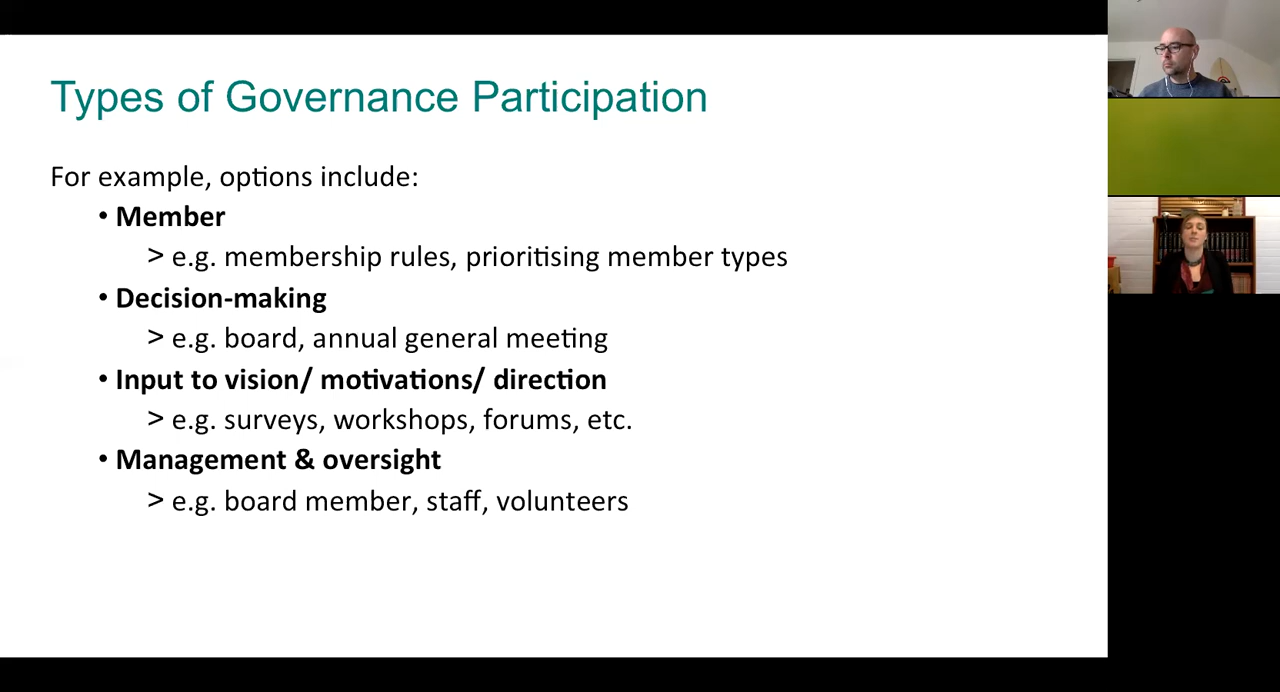 Types of Governance Participation
For example, options include:
• Member
> e.g. membership rules, prioritising member types
• Decision-making
> e.g. board, annual general meeting
• Input to vision/ motivations/ direction
> e.g. surveys, workshops, forums, etc.
• Management & oversight
> e.g. board member, staff, volunteers